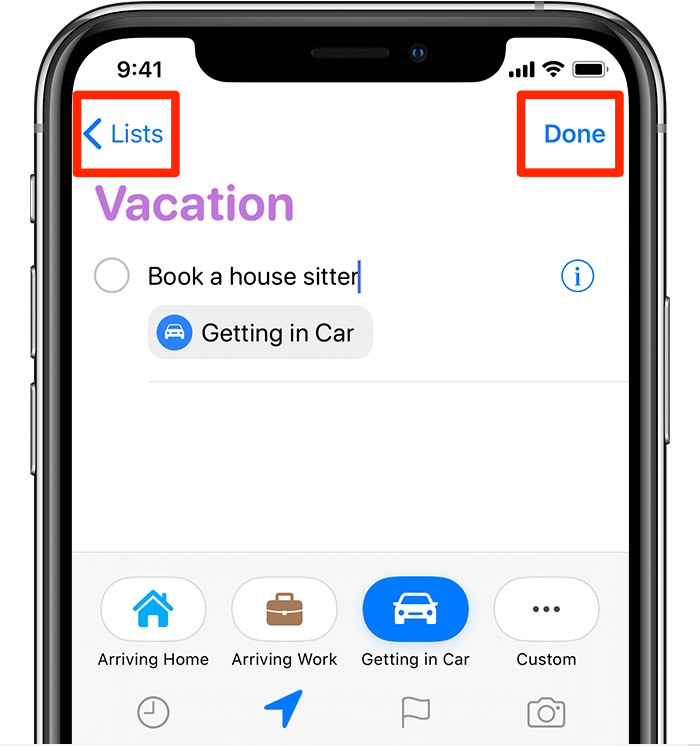 9:41
Lists
Done
Vacation
Book a house sitter
Getting in Car
Arriving Home
Arriving Work
Getting in Car
Custom